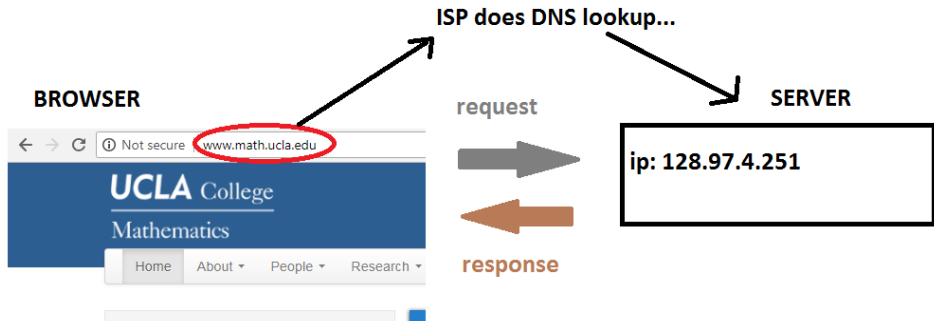 ISP does DNS lookup...
BROWSER
request
SERVER
Not secure | www.math.ucla.edu
ip: 128.97.4.251
UCLA College
Mathematics
response
Home About People Research